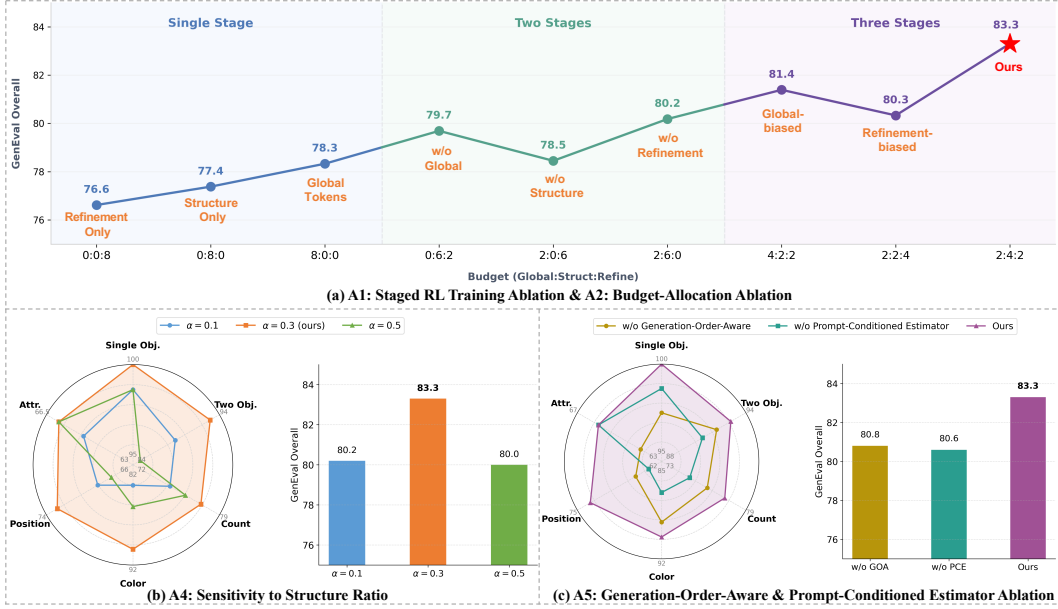 Single Stage
Two Stages
Three Stages
GenEval Overall
84
82
80
78
76
76.6
77.4
78.3
79.7
78.5
80.2
81.4
80.3
83.3
Refinement
Only
Structure
Only
Global
Tokens
w/o
Global
w/o
Structure
w/o
Refinement
Global-
biased
Refinement-
biased
Ours
0:0:8
0:8:0
8:0:0
0:6:2
2:0:6
2:6:0
4:2:2
2:2:4
2:4:2
Budget (Global:Struct:Refine)
(a) A1: Staged RL Training Ablation & A2: Budget-Allocation Ablation
α = 0.1
α = 0.3 (ours)
α = 0.5
Single Obj.
100
Attr.
Two Obj.
94
95
63
66
72
82
Position
Count
92
Color
GenEval Overall
84
82
80
78
76
80.2
83.3
80.0
α = 0.1
α = 0.3
α = 0.5
(b) A4: Sensitivity to Structure Ratio
w/o Generation-Order-Aware
w/o Prompt-Conditioned Estimator
Ours
Single Obj.
100
Attr.
67
Two Obj.
94
95
63
88
62
73
85
Position
Count
92
Color
GenEval Overall
84
82
80
78
76
80.8
80.6
83.3
w/o GOA
w/o PCE
Ours
(c) A5: Generation-Order-Aware & Prompt-Conditioned Estimator Ablation